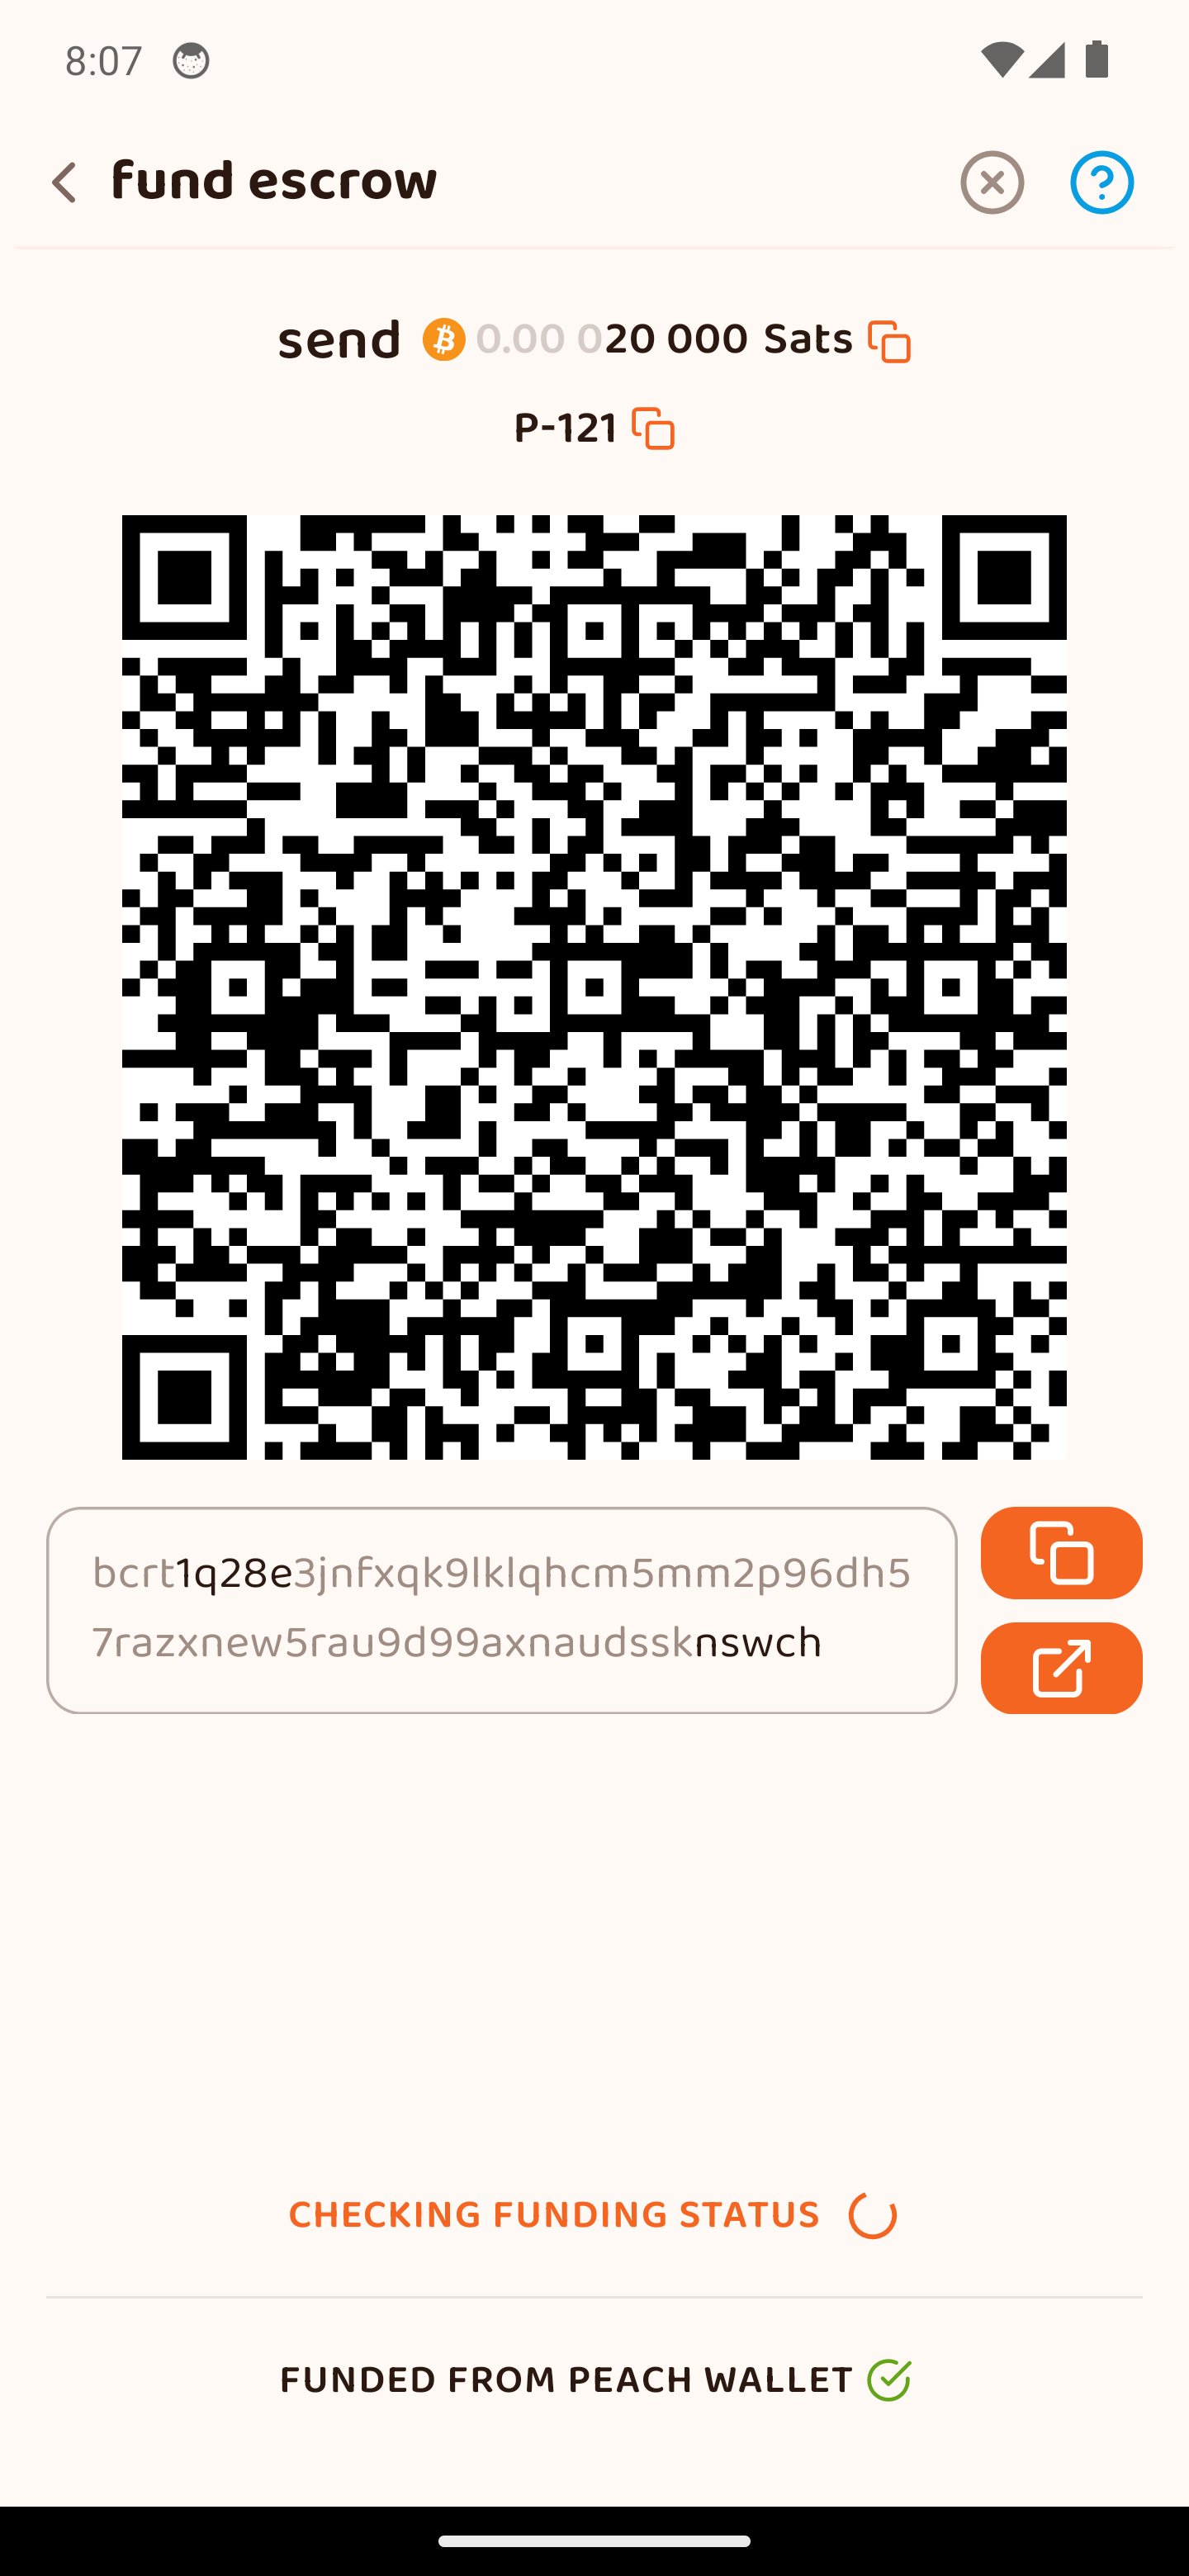 8:07
fund escrow
send 0.00 020 000 Sats
P-121
bcrt1q28e3jnfxqk9lklqhcm5mm2p96dh5
7razxnew5rau9d99axnaudssknswch
CHECKING FUNDING STATUS
FUNDED FROM PEACH WALLET